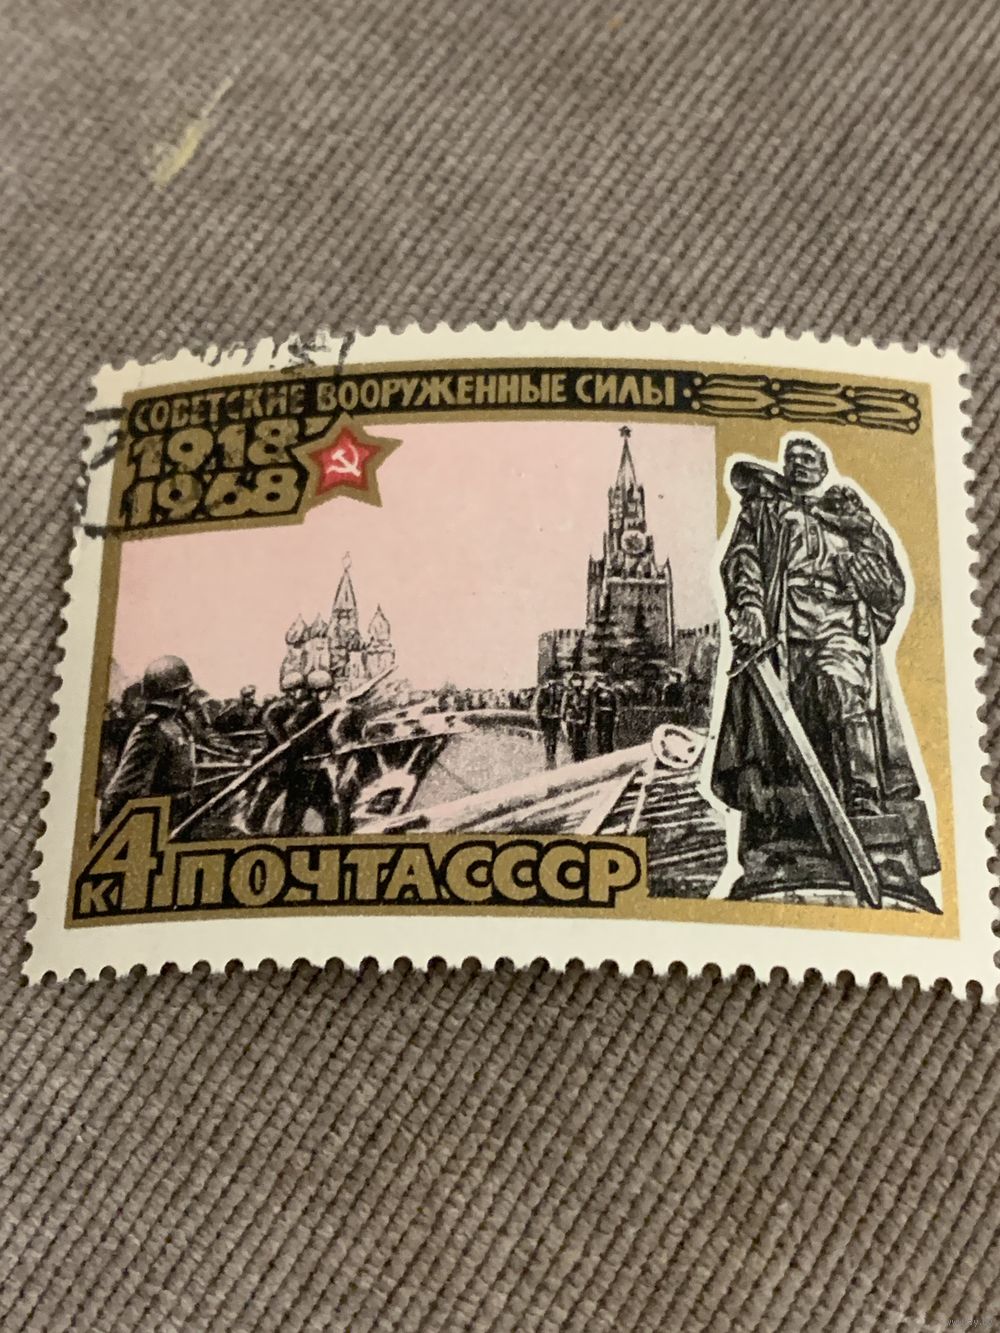 СОВЕТСКИЕ ВООРУЖЕННЫЕ СИЛЫ
1918
1968
4
К ПОЧТА СССР